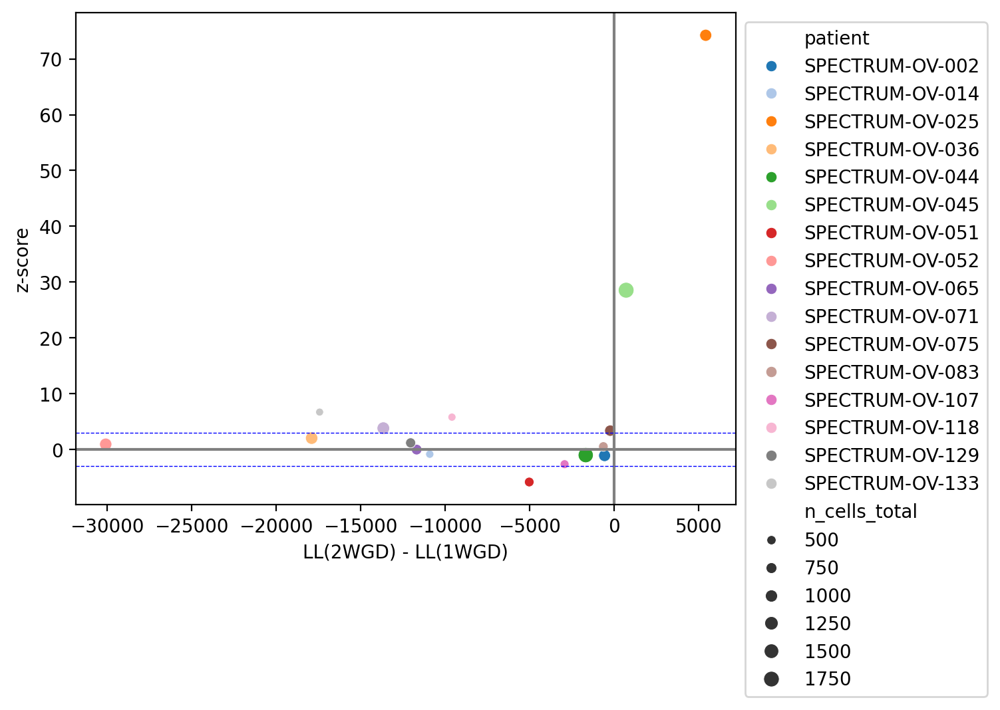 70
60
50
40
30
20
10
0
z-score
−30000 −25000 −20000 −15000 −10000 −5000 0 5000
LL(2WGD) - LL(1WGD)
patient
SPECTRUM-OV-002
SPECTRUM-OV-014
SPECTRUM-OV-025
SPECTRUM-OV-036
SPECTRUM-OV-044
SPECTRUM-OV-045
SPECTRUM-OV-051
SPECTRUM-OV-052
SPECTRUM-OV-065
SPECTRUM-OV-071
SPECTRUM-OV-075
SPECTRUM-OV-083
SPECTRUM-OV-107
SPECTRUM-OV-118
SPECTRUM-OV-129
SPECTRUM-OV-133
n_cells_total
500
750
1000
1250
1500
1750